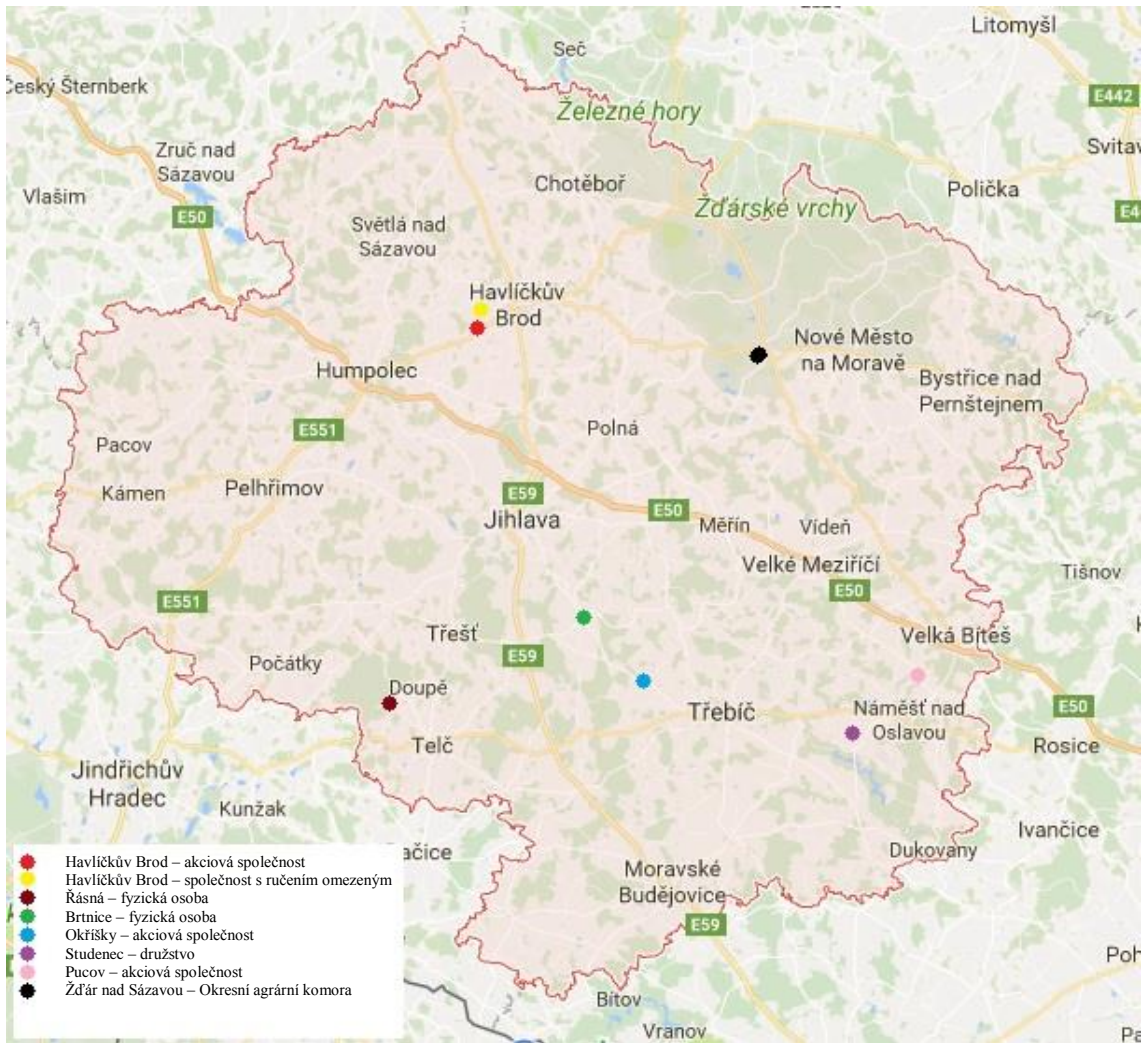 Litomyšl
Seč
Český Šternberk
E442
Železné hory
Svitav
Zruč nad
Sázavou
Chotěboř
Vlašim
Polička
Žďárské vrchy
E50
E4
Světlá nad
Sázavou
Havlíčkův
Brod
Nové Město
na Moravě
Humpolec
Bystřice nad
Pernštejnem
E551
Polná
Pacov
Kámen
Pelhřimov
E59
E50
Jihlava
Měřín
Vídeň
Velké Meziříčí
Tišnov
E50
E551
Třešť
Velká Bíteš
E59
Počátky
Doupě
Třebíč
Náměšť nad
Oslavou
E50
Telč
Rosice
Jindřichův
Hradec
Kunžak
Ivančice
Dukovany
ačice
Moravské
Budějovice
E59
Poh
Bítov
Vranov
Pa
Havlíčkův Brod – akciová společnost
Havlíčkův Brod – společnost s ručením omezeným
Řásná – fyzická osoba
Brtnice – fyzická osoba
Okříšky – akciová společnost
Studenec – družstvo
Pucov – akciová společnost
Žďár nad Sázavou – Okresní agrární komora